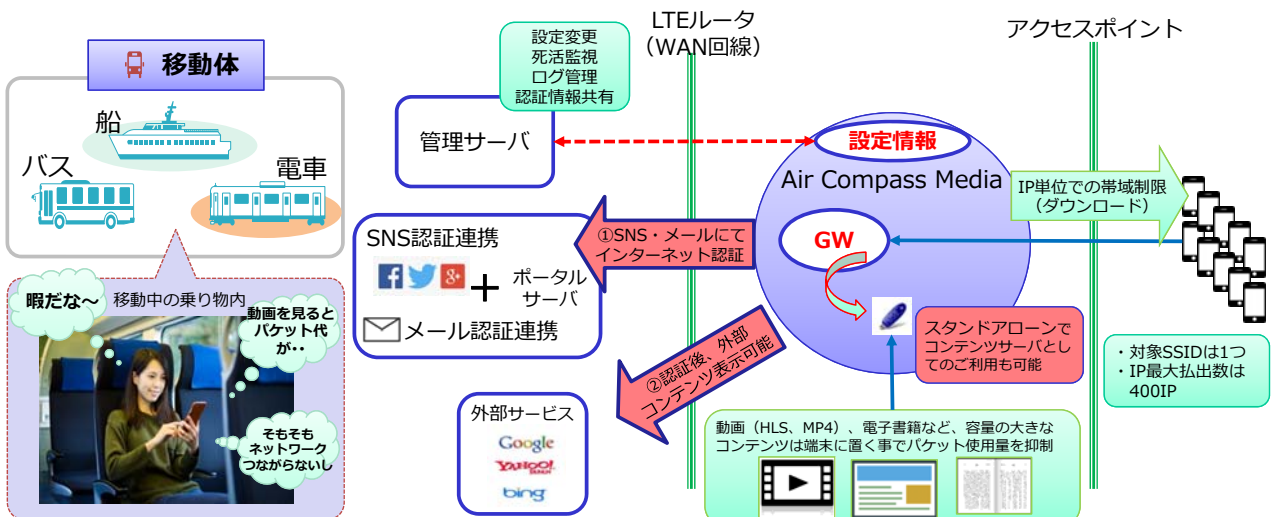 移動体
船
バス
電車
移動中の乗り物内
暇だな～
動画を見ると
パケット代
が・・
そもそも
ネットワーク
つながらないし
設定変更
死活監視
ログ管理
認証情報共有
管理サーバ
LTEルータ
（WAN回線）
アクセスポイント
設定情報
Air Compass Media
GW
IP単位での帯域制限
（ダウンロード）
SNS認証連携
f
8+
＋
ポータル
サーバ
メール認証連携
①SNS・メールにて
インターネット認証
②認証後、外部
コンテンツ表示可能
スタンドアローンで
コンテンツサーバとし
てのご利用も可能
・対象SSIDは1つ
・IP最大払出数は
400IP
外部サービス
Google
YAHOO!
JAPAN
bing
動画（HLS、MP4）、電子書籍など、容量の大きな
コンテンツは端末に置く事でパケット使用量を抑制